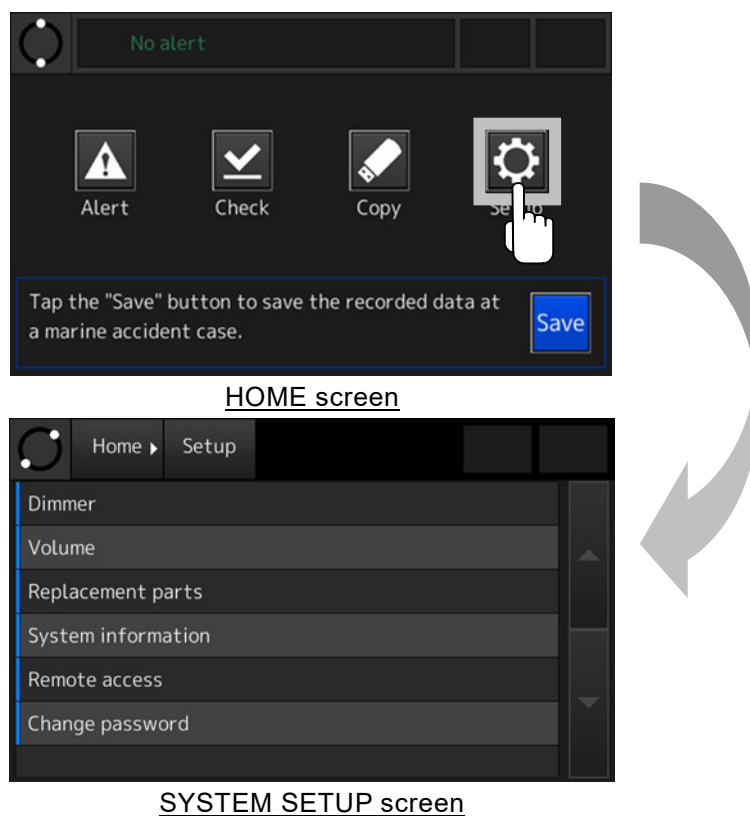 No alert
Alert Check Copy Setup
Tap the "Save" button to save the recorded data at
a marine accident case.
Save
HOME screen
Home Setup
Dimmer
Volume
Replacement parts
System information
Remote access
Change password
SYSTEM SETUP screen